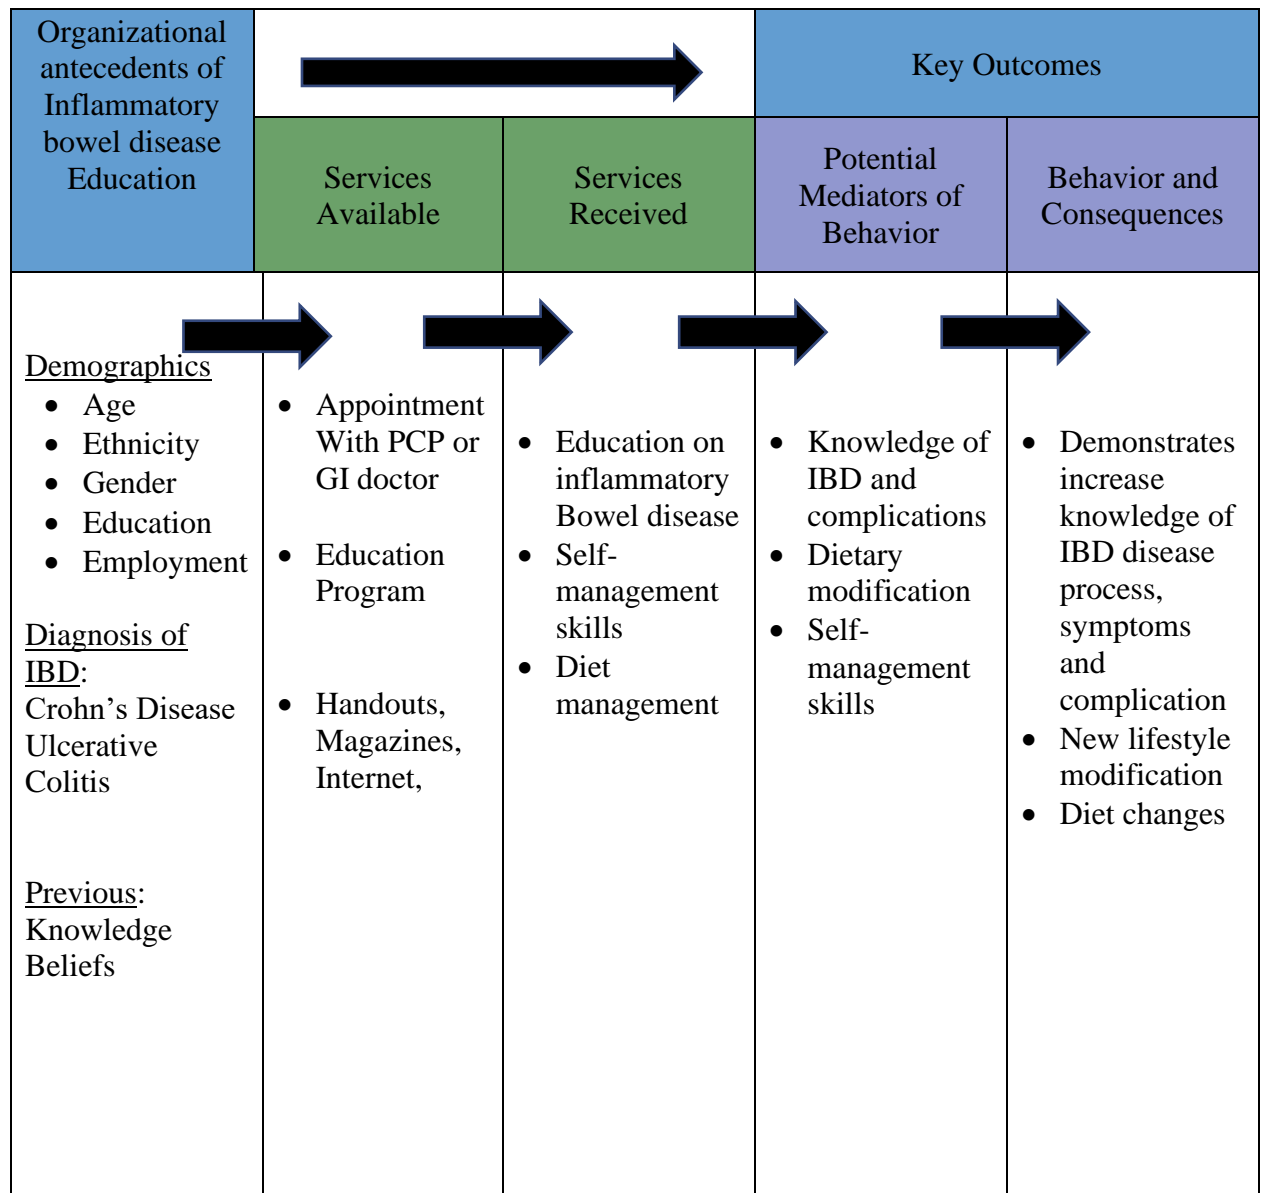 Organizational
antecedents of
Inflammatory
bowel disease
Education
Key Outcomes
Services
Available
Services
Received
Potential
Mediators of
Behavior
Behavior and
Consequences
Demographics
• Age
• Ethnicity
• Gender
• Education
• Employment
Diagnosis of
IBD:
Crohn’s Disease
Ulcerative
Colitis
Previous:
Knowledge
Beliefs
• Appointment
With PCP or
GI doctor
• Education
Program
• Handouts,
Magazines,
Internet,
• Education on
inflammatory
Bowel disease
• Self-
management
skills
• Diet
management
• Knowledge of
IBD and
complications
• Dietary
modification
• Self-
management
skills
• Demonstrates
increase
knowledge of
IBD disease
process,
symptoms
and
complication
• New lifestyle
modification
• Diet changes